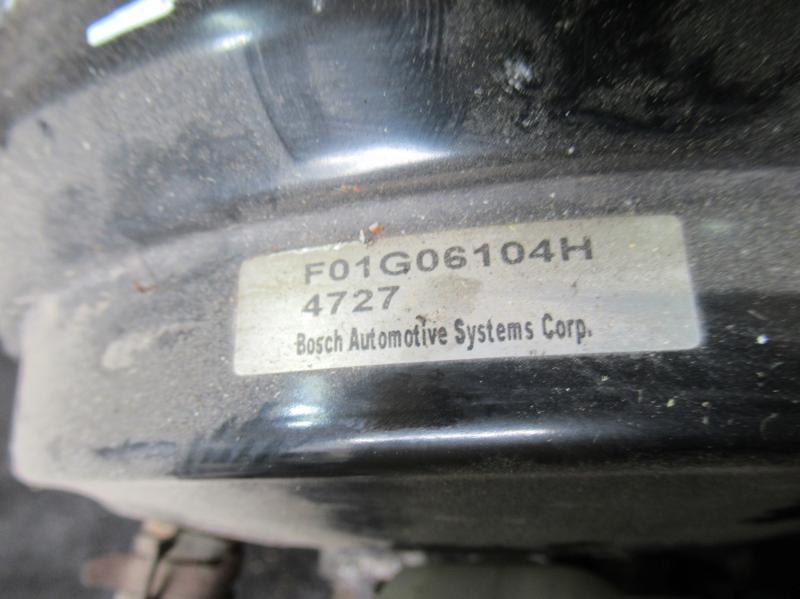 F01G06104H
4727
Bosch Automotive Systems Corp.